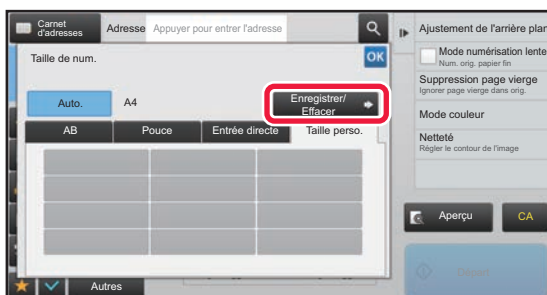 Carnet
d'adresses
Adresse
Appuyer pour entrer l'adresse
Taille de num.
OK
Auto.
A4
Enregistrer/
Effacer
AB
Pouce
Entrée directe
Taille perso.
Autres
Ajustement de l'arrière plan
Mode numérisation lente
Num. orig. papier fin
Suppression page vierge
Ignorer page vierge dans orig.
Mode couleur
Netteté
Régler le contour de l'image
Aperçu
CA
Départ